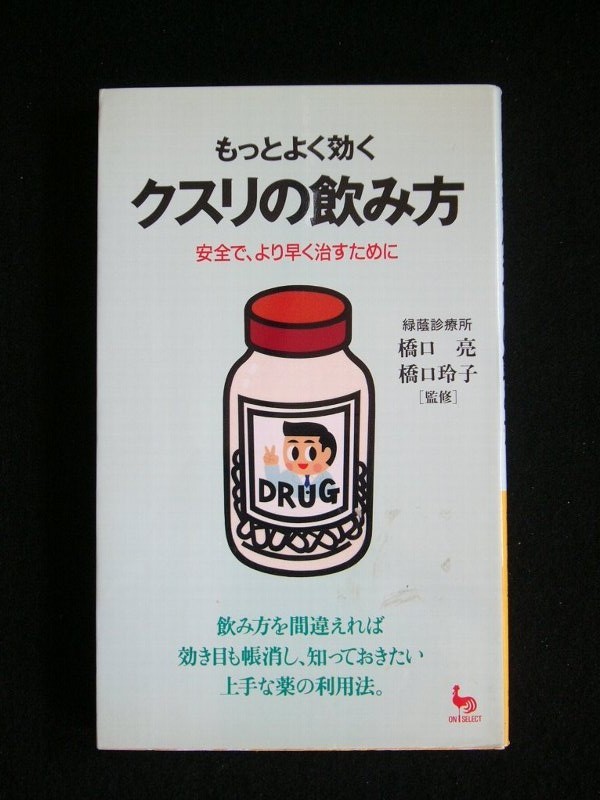 もっとよく効く
クスリの飲み方
安全で、より早く治すために
緑蔭診療所
橋口 亮
橋口玲子
[監修]
DRUG
飲み方を間違えれば
効き目も帳消し、知っておきたい
上手な薬の利用法。
ON SELECT